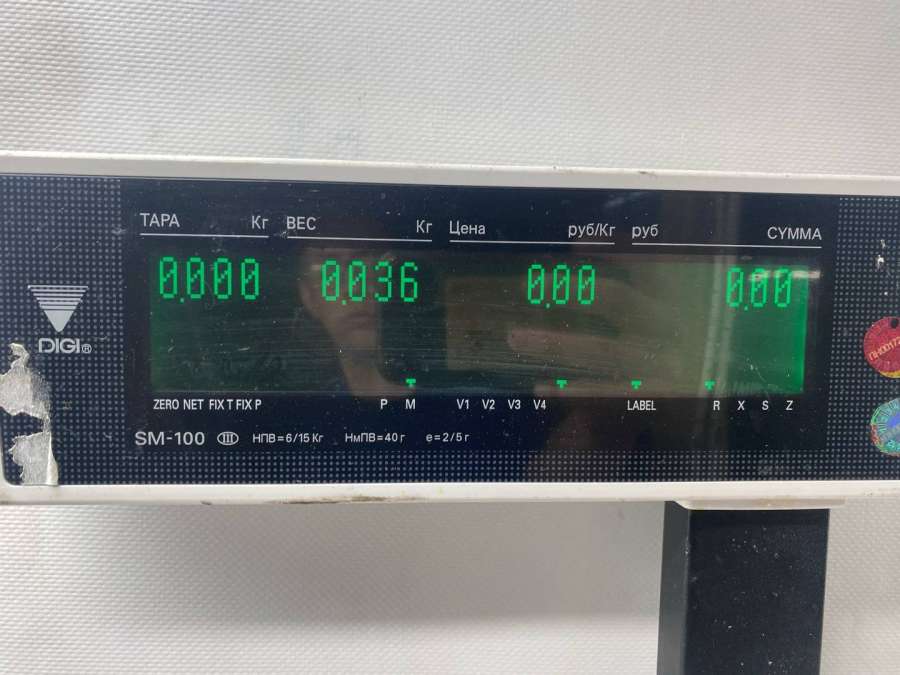 ТАРА Кг ВЕС Кг Цена руб/Кг руб СУММА
0.000 0.036 0.00 0.00
DIGI®
ZERO NET FIX T FIX P P M V1 V2 V3 V4 LABEL R X S Z
SM-100 III НПВ=6/15 Кг НмПВ=40 г e=2/5 г